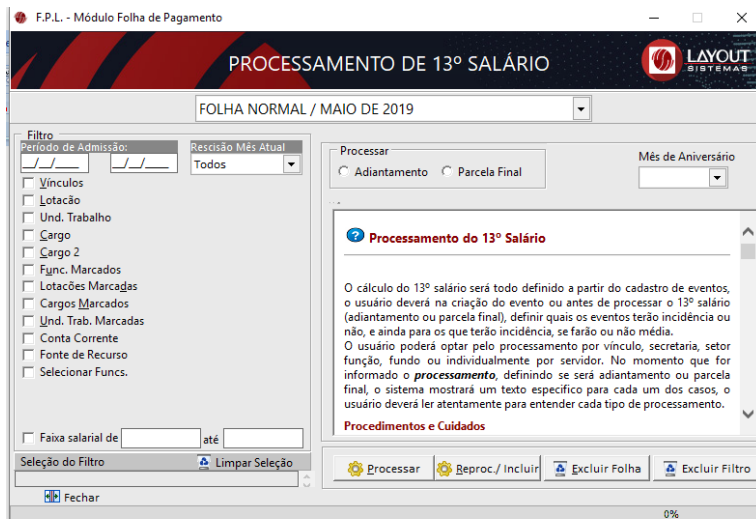 F.P.L. - Módulo Folha de Pagamento
PROCESSAMENTO DE 13º SALÁRIO
LAYOUT
SISTEMAS
FOLHA NORMAL / MAIO DE 2019
Filtro
Período de Admissão:
Rescisão Mês Atual
__/__/____
__/__/____
Todos
Vínculos
Lotacão
Und. Trabalho
Cargo
Cargo 2
Func. Marcados
Lotacões Marcadas
Cargos Marcados
Und. Trab. Marcadas
Conta Corrente
Fonte de Recurso
Selecionar Funcs.
Faixa salarial de
até
Seleção do Filtro
Limpar Seleção
Fechar
Processar
Adiantamento
Parcela Final
Mês de Aniversário
Processamento do 13º Salário
O cálculo do 13º salário será todo definido a partir do cadastro de eventos,
o usuário deverá na criação do evento ou antes de processar o 13º salário
(adiantamento ou parcela final), definir quais os eventos terão incidência ou
não, e ainda para os que terão incidência, se farão ou não média.
O usuário poderá optar pelo processamento por vínculo, secretaria, setor
função, fundo ou individualmente por servidor. No momento que for
informado o processamento, definindo se será adiantamento ou parcela
final, o sistema mostrará um texto especifico para cada um dos casos, o
usuário deverá ler atentamente para entender cada tipo de processamento.
Procedimentos e Cuidados
Processar
Reproc./ Incluir
Excluir Folha
Excluir Filtro
0%